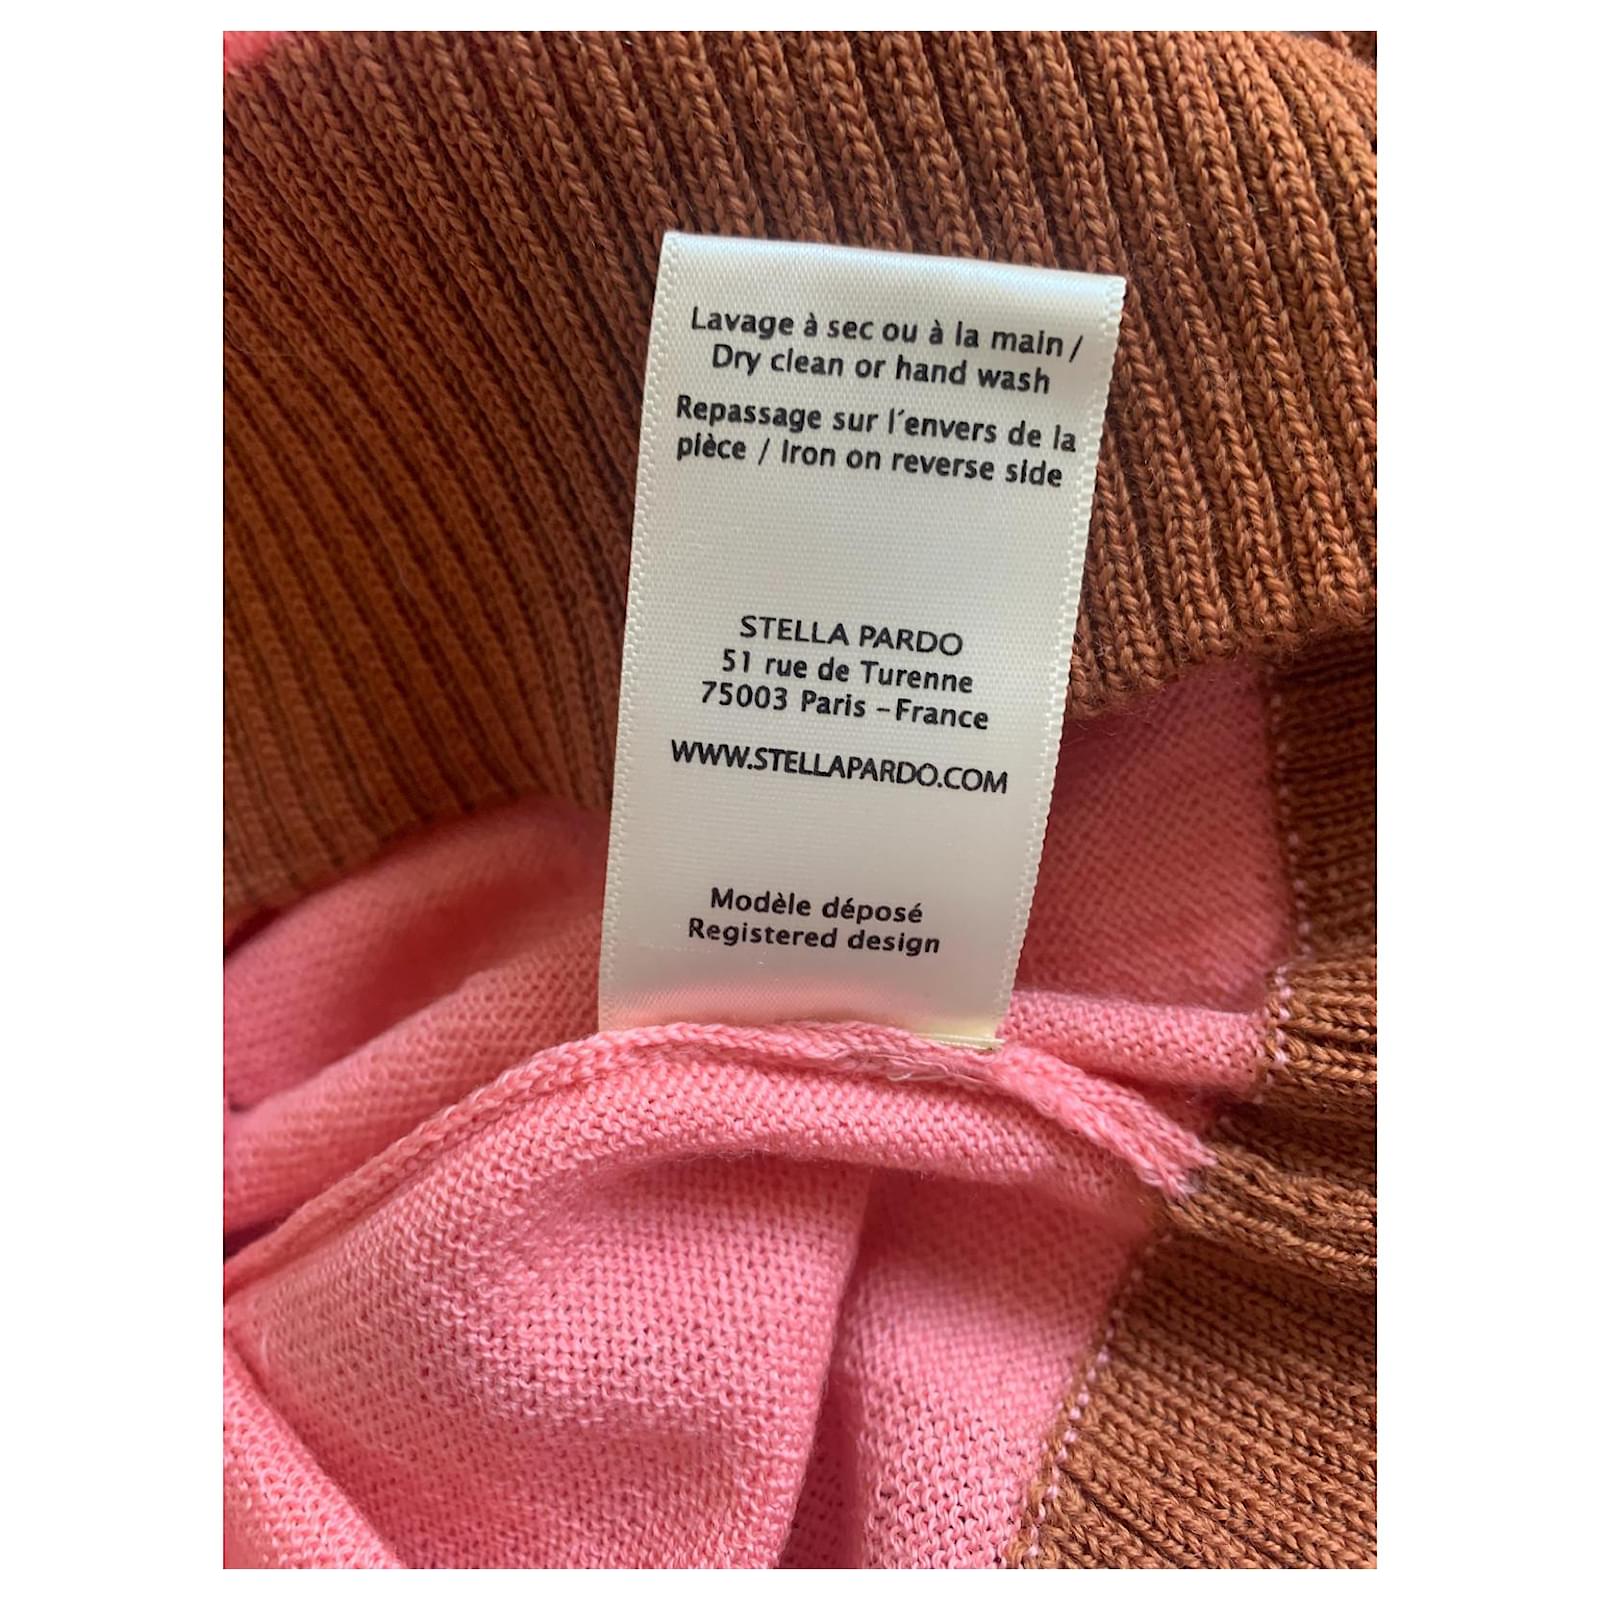 Lavage à sec ou à la main /
Dry clean or hand wash
Repassage sur l'envers de la
pièce / Iron on reverse side
STELLA PARDO
51 rue de Turenne
75003 Paris – France
WWW.STELLAPARDO.COM
Modèle déposé
Registered design